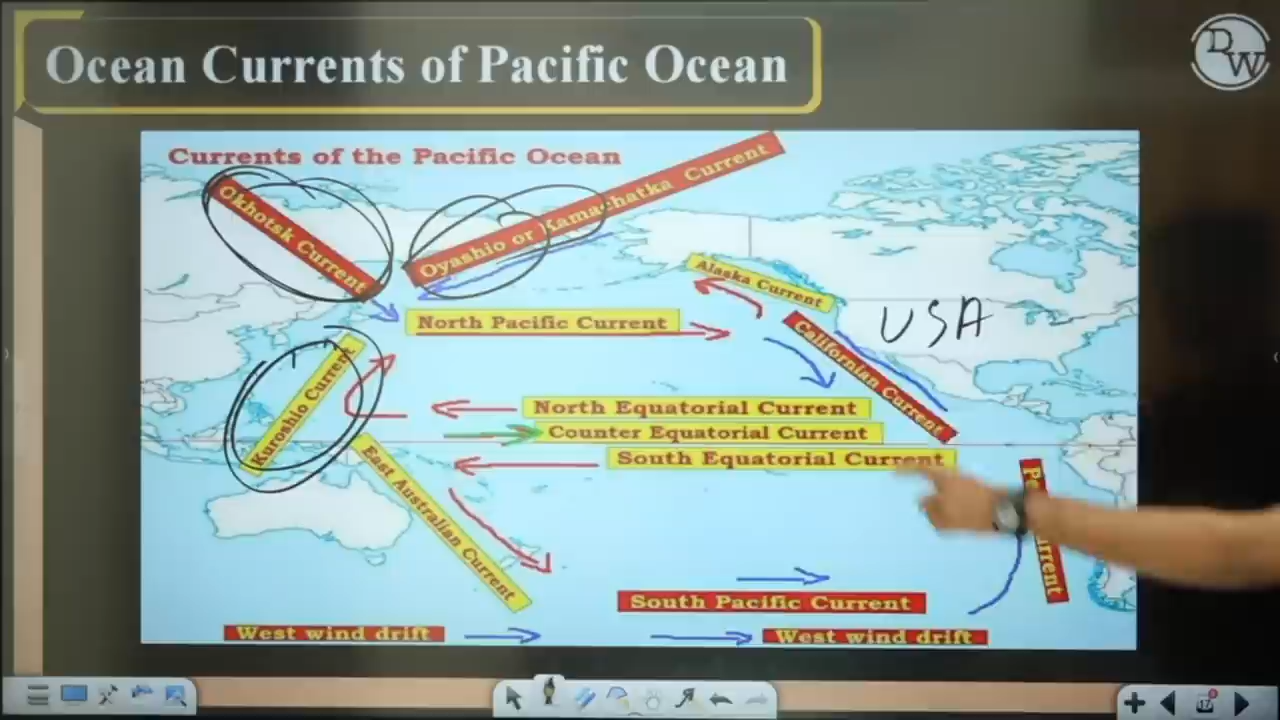 Ocean Currents of Pacific Ocean
DW
Currents of the Pacific Ocean
Okhotsk Current
Oyashio or Kamachatka Current
Alaska Current
North Pacific Current
USA
Californian Current
Kuroshio Current
North Equatorial Current
Counter Equatorial Current
South Equatorial Current
East Australian Current
South Pacific Current
West wind drift
West wind drift
17